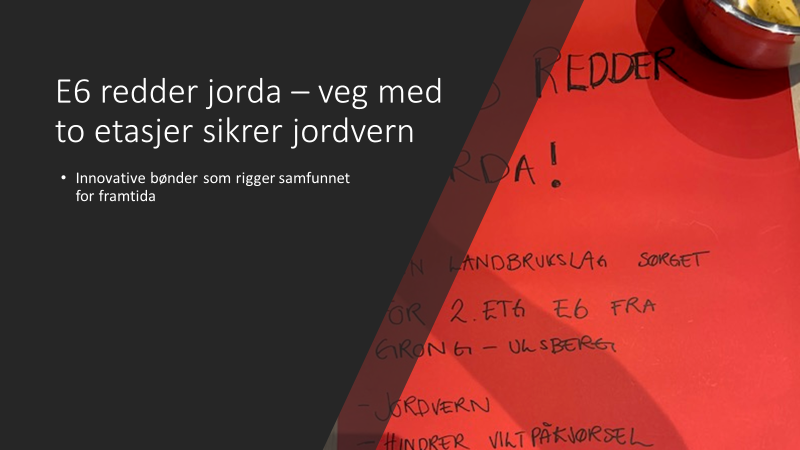 E6 redder jorda – veg med
to etasjer sikrer jordvern
• Innovative bønder som rigger samfunnet
for framtida
REDDER
RDA!
N LANDBRUKSLAG SØRGET
FOR 2. ETG E6 FRA
GRONG – ULSBERG
- JORDVERN
- HINDRER VILTPÅKJØRSEL